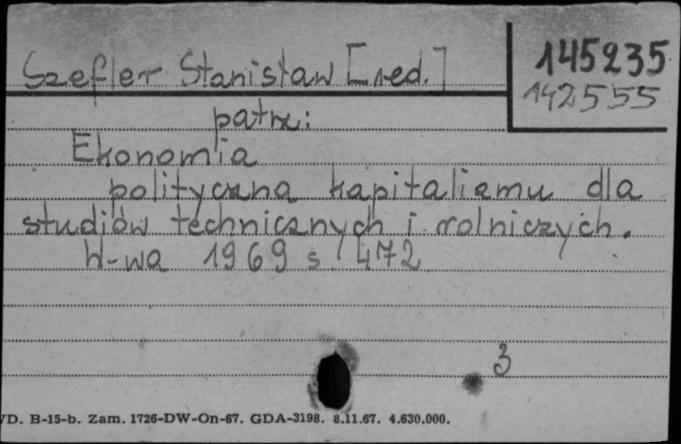 Szefler Stanisław [red.]
145235
142555
patrz:
Ekonomia
polityczna kapitalizmu dla
studiów technicznych i rolniczych.
W-wa 1969 s. 472
3
VD. B-15-b. Zam. 1726-DW-On-67. GDA-3198. 8.11.67. 4.630.000.